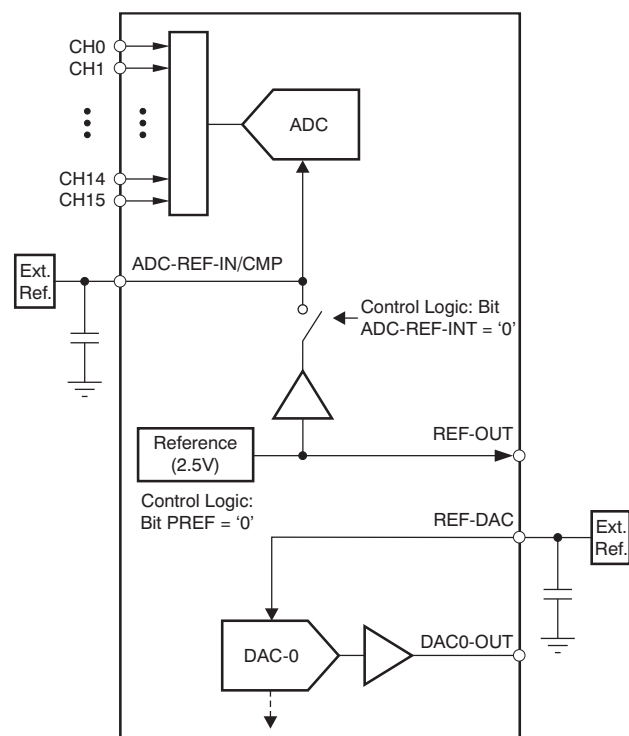 CH0
CH1
ADC
CH14
CH15
ADC-REF-IN/CMP
Ext.
Ref.
Control Logic: Bit
ADC-REF-INT = ‘0’
REF-OUT
Reference
(2.5V)
Control Logic:
Bit PREF = ‘0’
REF-DAC
Ext.
Ref.
DAC-0
DAC0-OUT